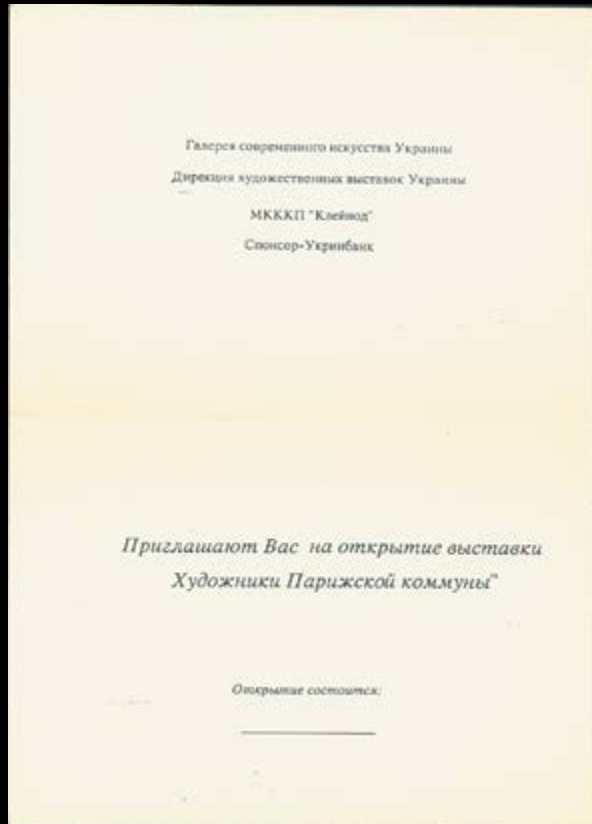 Галерея современного искусства Украины
Дирекция художественных выставок Украины
МКККП "Клейнод"
Спонсор-Укринбанк
Приглашают Вас на открытие выставки
Художники Парижской коммуны"
Открытие состоится: